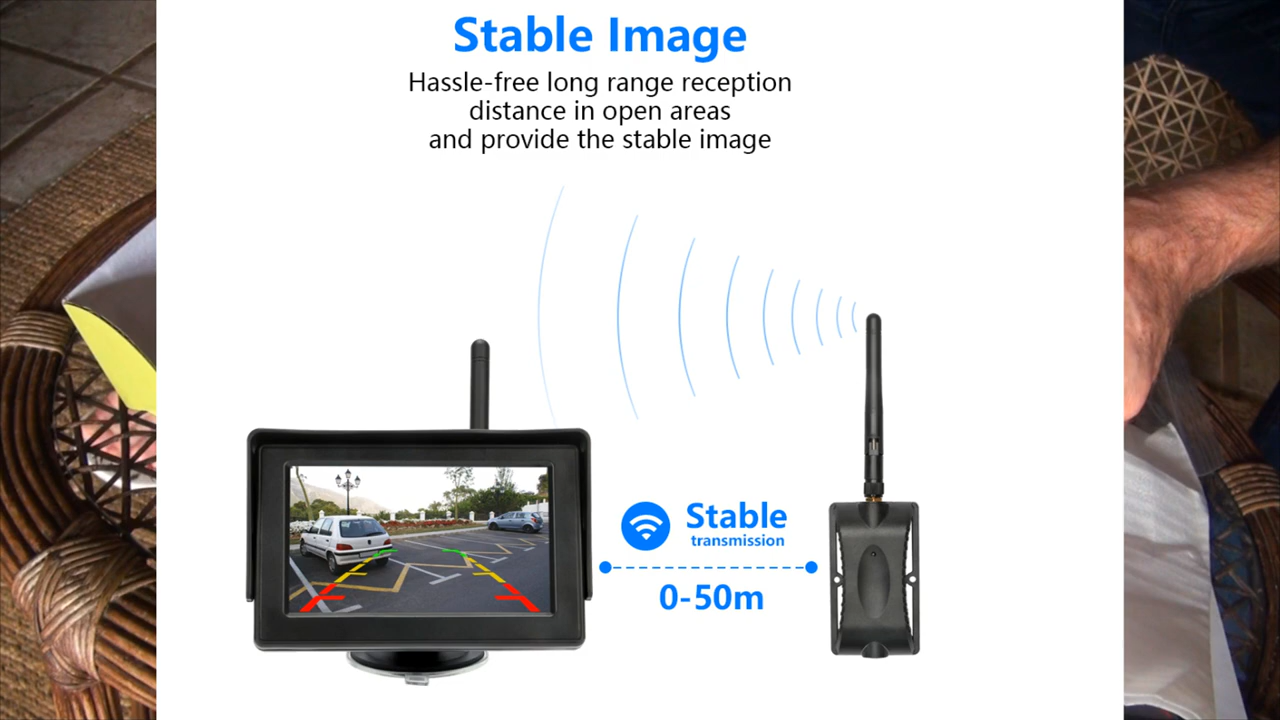 Stable Image
Hassle-free long range reception
distance in open areas
and provide the stable image
Stable
transmission
0-50m